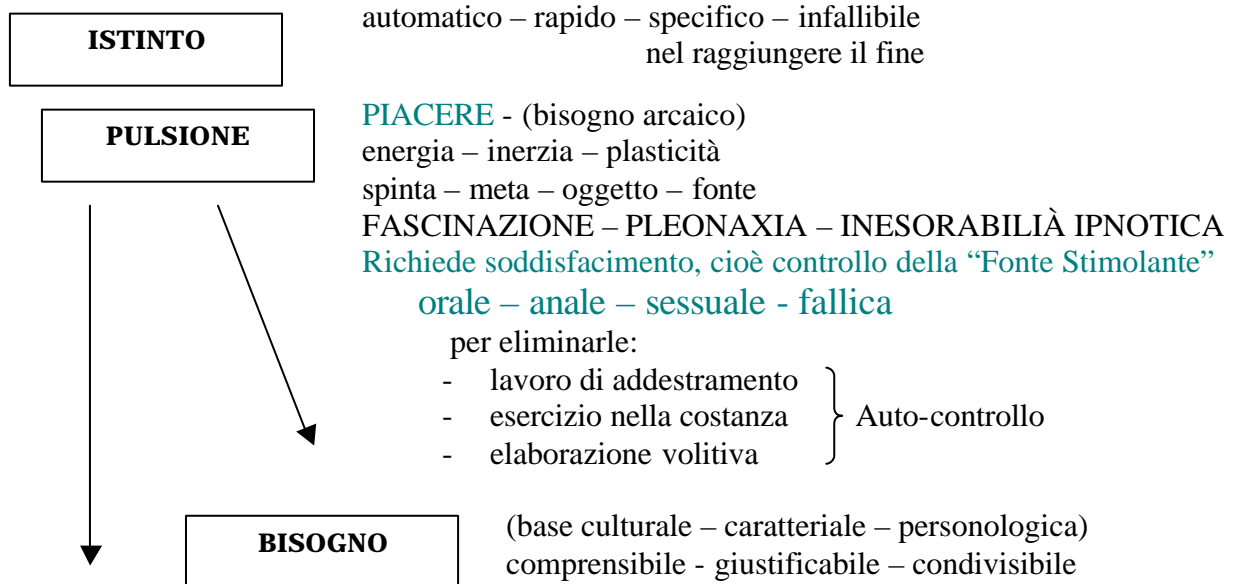 ISTINTO
automatico – rapido – specifico – infallibile
nel raggiungere il fine
PULSIONE
PIACERE - (bisogno arcaico)
energia – inerzia – plasticità
spinta – meta – oggetto – fonte
FASCINAZIONE – PLEONAXIA – INESORABILIÀ IPNOTICA
Richiede soddisfacimento, cioè controllo della “Fonte Stimolante”
orale – anale – sessuale - fallica
per eliminarle:
- lavoro di addestramento
- esercizio nella costanza
- elaborazione volitiva
Auto-controllo
BISOGNO
(base culturale – caratteriale – personologica)
comprensibile - giustificabile – condivisibile